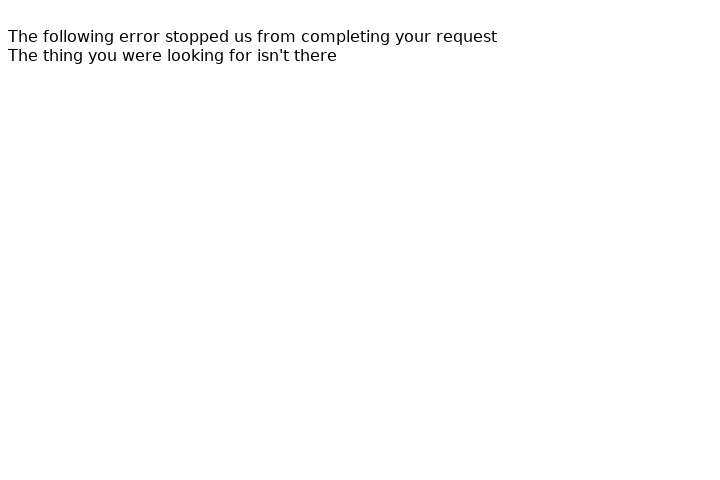 The following error stopped us from completing your request
The thing you were looking for isn't there